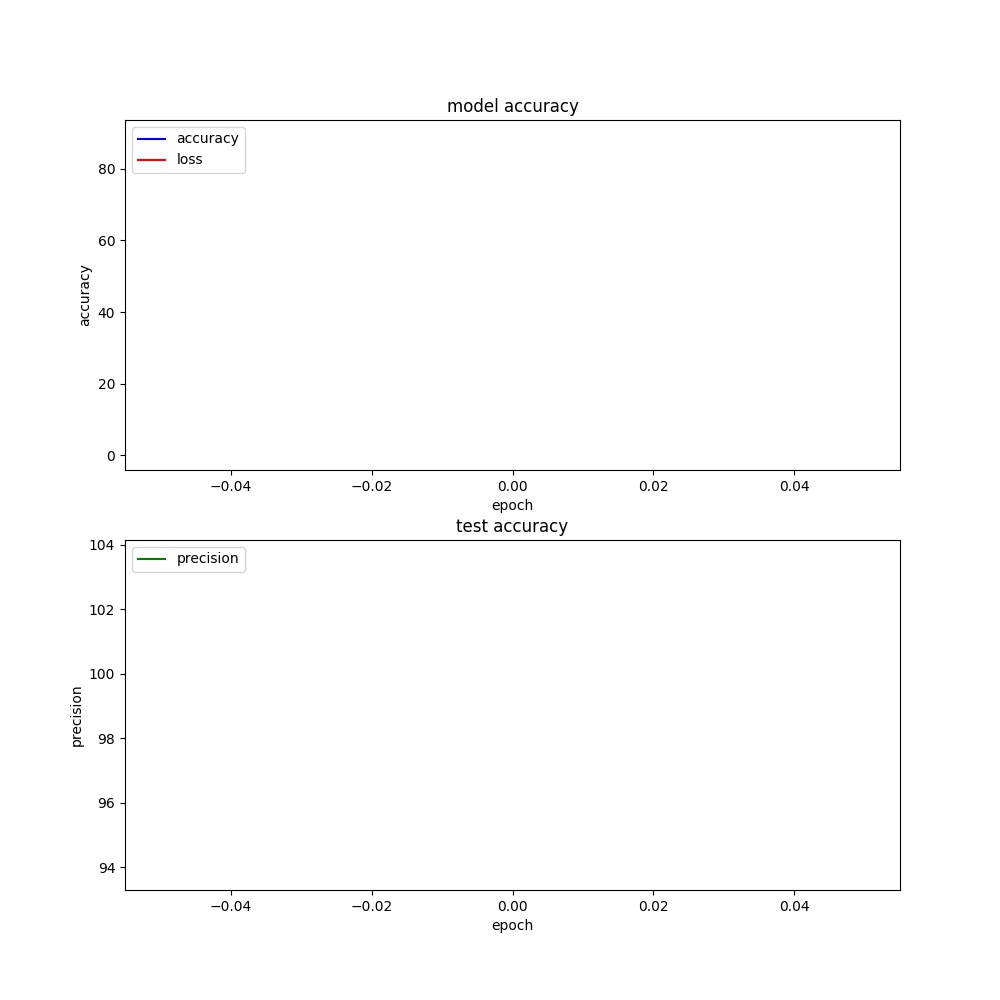 model accuracy
accuracy
loss
80
60
40
20
0
accuracy
−0.04 −0.02 0.00 0.02 0.04
epoch
test accuracy
precision
104
102
100
98
96
94
precision
−0.04 −0.02 0.00 0.02 0.04
epoch